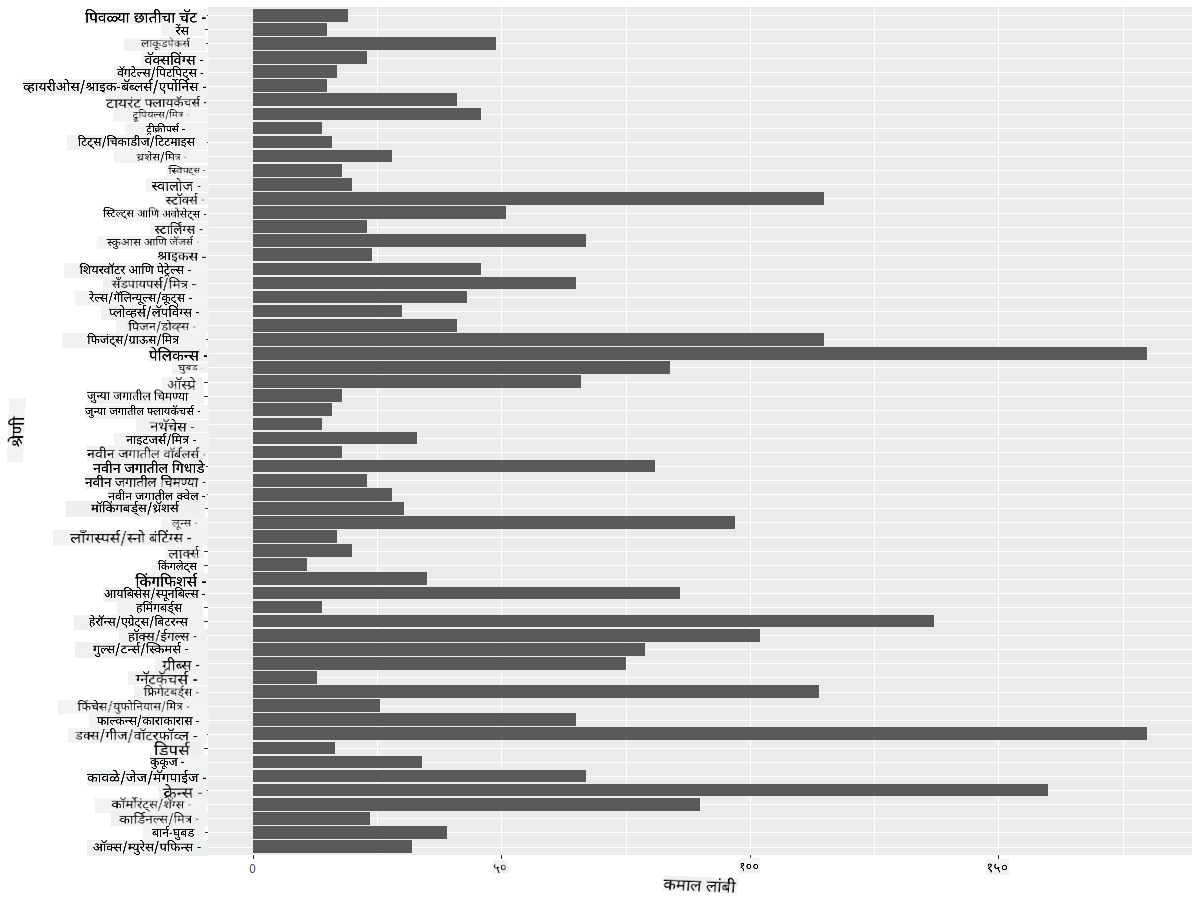 पिवळ्या छातीचा चॅट -
रेंस
लाकूडपेकर्स
वॅक्सविंग्स -
वॅगटेल्स/पिटपिट्स -
व्हायरीओस/श्राइक-बॅब्लर्स/एर्पोर्निस -
टायरंट फ्लायकॅचर्स -
ट्रूपियल्स/मित्र -
ट्रीक्रीपर्स -
टिट्स/चिकाडीज/टिटमाइस
थ्रशेस/मित्र -
स्विफ्ट्स -
स्वालोज -
स्टॉर्क्स -
स्टिल्ट्स आणि अवोसेट्स -
स्टार्लिंग्स -
स्कुआस आणि जॅजर्स -
श्राइकस -
शियरवॉटर आणि पेट्रेल्स -
सँडपायपर्स/मित्र -
रेल्स/गॅलिन्यूल्स/कूट्स -
प्लोव्हर्स/लॅपविंग्स -
पिजन/डोव्ह्स -
फिजंट्स/ग्राऊस/मित्र
पेलिकन्स -
घुबड -
ऑस्प्रे
जुन्या जगातील चिमण्या
जुन्या जगातील फ्लायकॅचर्स -
नथॅचेस -
नाइटजर्स/मित्र -
नवीन जगातील वॉर्बलर्स -
नवीन जगातील गिधाडे
नवीन जगातील चिमण्या -
नवीन जगातील क्वेल -
मॉकिंगबर्ड्स/थ्रॅशर्स
लून्स -
लॉंगस्पर्स/स्नो बंटिंग्स -
लार्क्स
किंगलेट्स
किंगफिशर्स -
आयबिसेस/स्पूनबिल्स -
हमिंगबर्ड्स
हेरॉन्स/एग्रेट्स/बिटरन्स
हॉक्स/ईगल्स -
गुल्स/टर्न्स/स्किमर्स -
ग्रीब्स -
ग्नॅटकॅचर्स -
फ्रिगेटबर्ड्स -
फिंचेस/युफोनियास/मित्र -
फाल्कन्स/काराकारास -
डक्स/गीज/वॉटरफॉव्ल -
डिपर्स
कुकूज -
कावळे/जेज/मॅगपाईज -
क्रेन्स -
कॉर्मोरंट्स/शॅग्स -
कार्डिनल्स/मित्र -
बार्न-घुबड
ऑक्स/म्युरेस/पफिन्स -
श्रेणी
0 ५० १०० १५०
कमाल लांबी